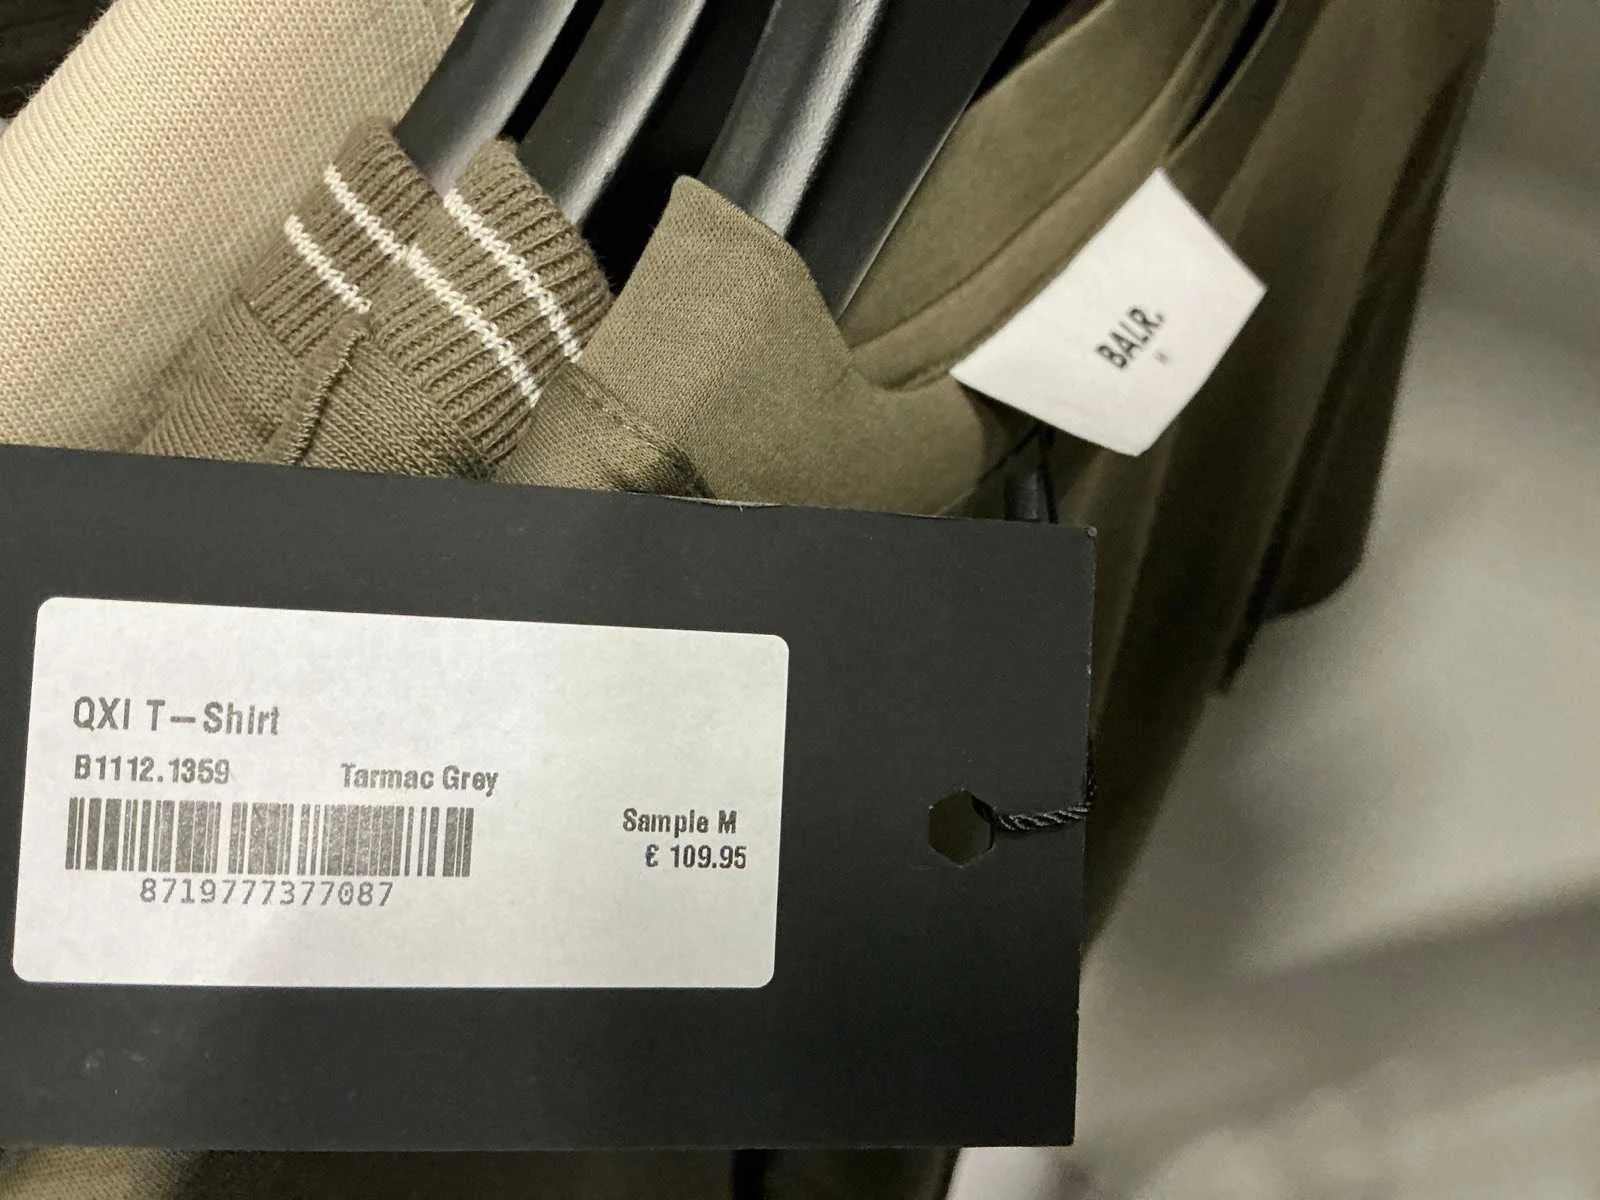 BALR.
QXI T-Shirt
B1112.1359 Tarmac Grey
Sample M
€ 109.95
8719777377087